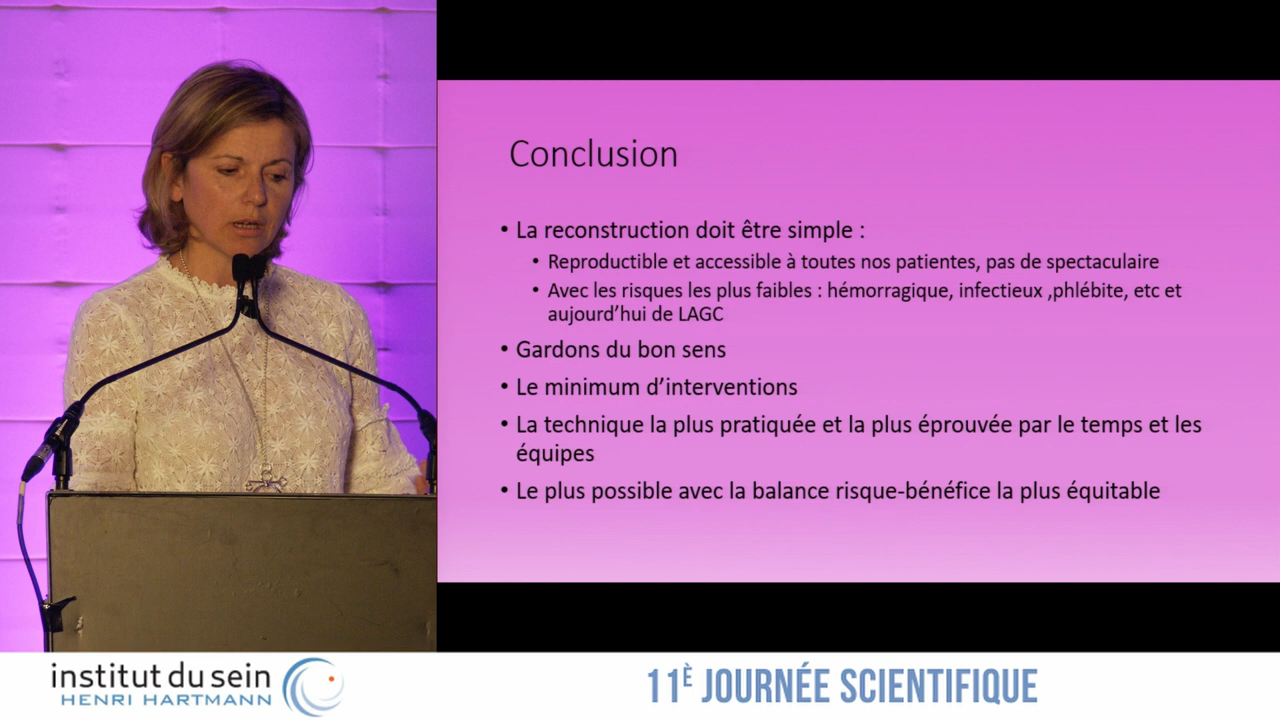 Conclusion
• La reconstruction doit être simple :
• Reproductible et accessible à toutes nos patientes, pas de spectaculaire
• Avec les risques les plus faibles : hémorragique, infectieux ,phlébite, etc et
aujourd’hui de LAGC
• Gardons du bon sens
• Le minimum d’interventions
• La technique la plus pratiquée et la plus éprouvée par le temps et les
équipes
• Le plus possible avec la balance risque-bénéfice la plus équitable
institut du sein
HENRI HARTMANN
11È JOURNÉE SCIENTIFIQUE